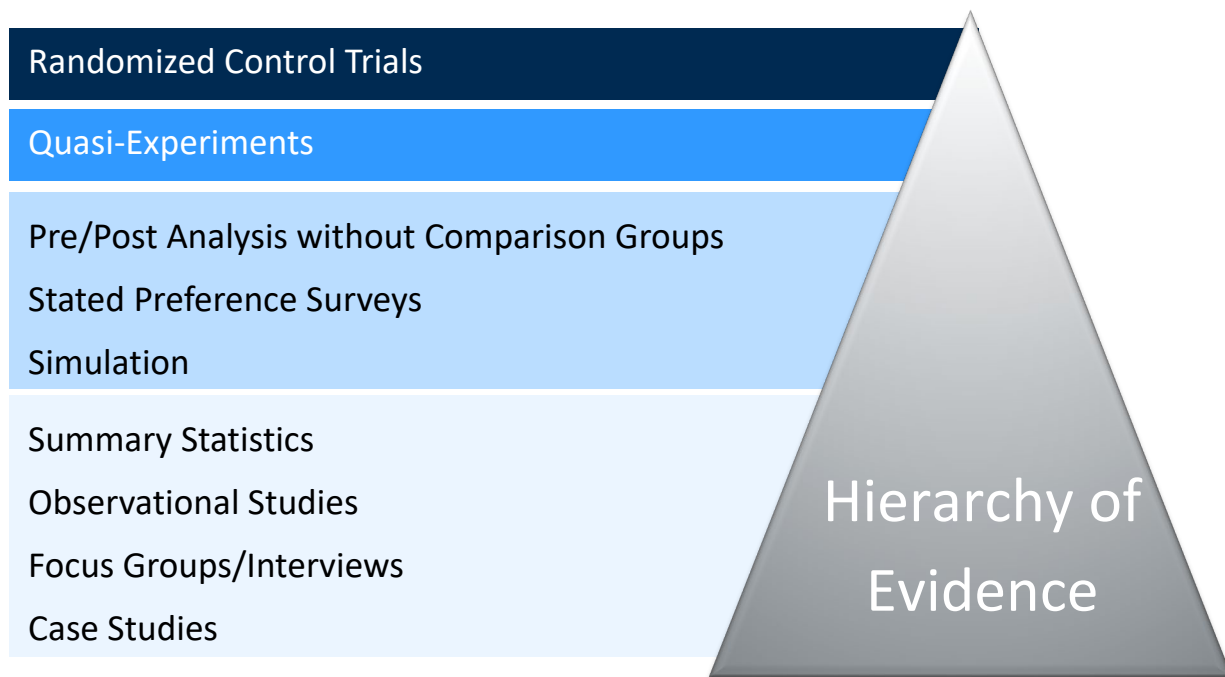 Randomized Control Trials
Quasi-Experiments
Pre/Post Analysis without Comparison Groups
Stated Preference Surveys
Simulation
Summary Statistics
Observational Studies
Focus Groups/Interviews
Case Studies
Hierarchy of
Evidence